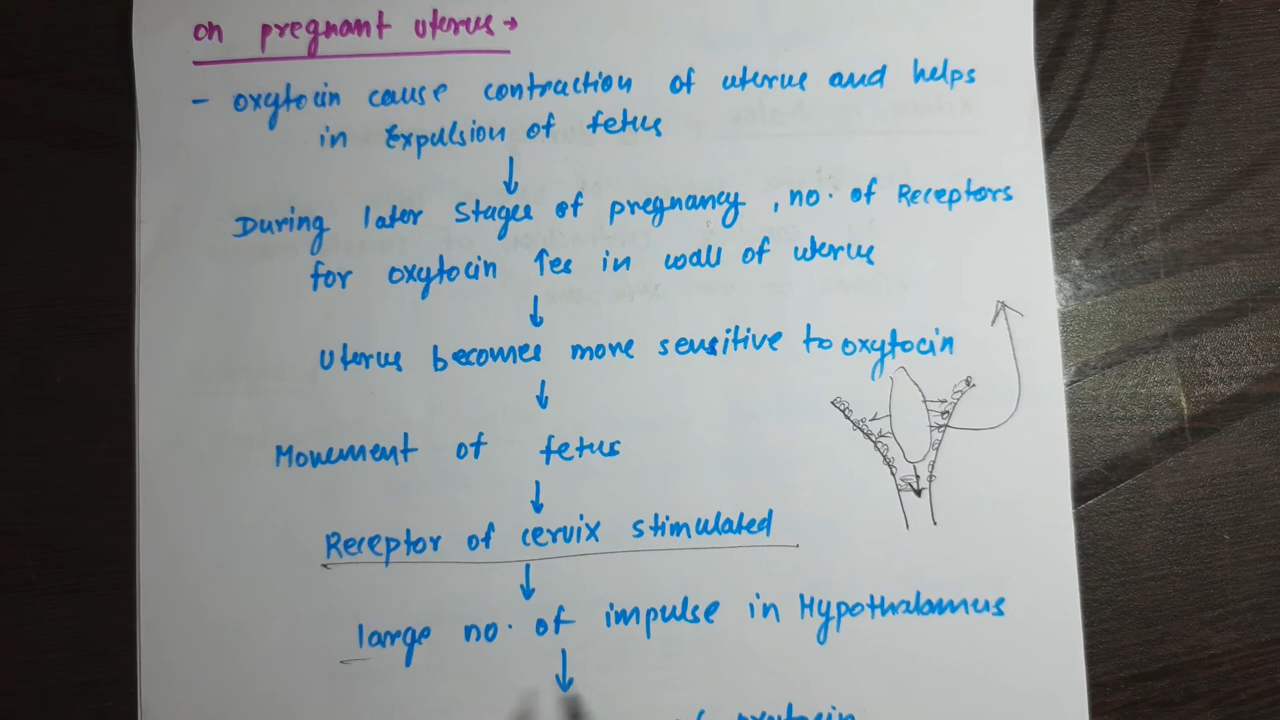 on pregnant uterus →
- oxytocin cause contraction of uterus and helps
in Expulsion of fetus
↓
During later stages of pregnancy, no. of Receptors
for oxytocin ↑es in wall of uterus
↓
Uterus becomes more sensitive to oxytocin
↓
Movement of fetus
↓
Receptor of cervix stimulated
↓
large no. of impulse in Hypothalamus
↓
oxytocin